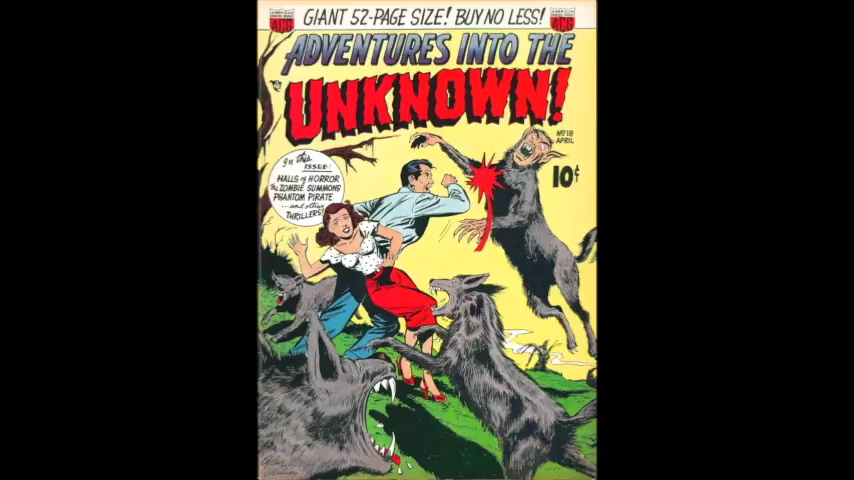 GIANT 52-PAGE SIZE! BUY NO LESS!
ADVENTURES INTO THE
UNKNOWN!
No 18
APRIL
10¢
In this
ISSUE:
HALLS of HORROR
the ZOMBIE SUMMONS
PHANTOM PIRATE
—and other
THRILLERS!